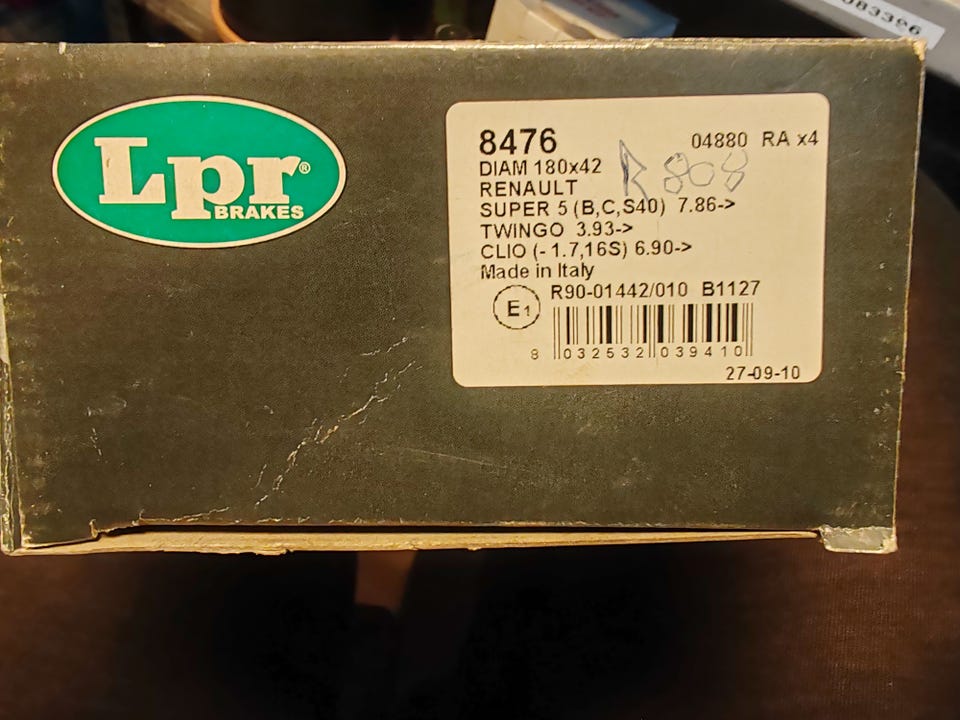 083396
Lpr®
BRAKES
8476 04880 RA x4
DIAM 180x42
R 808
RENAULT
SUPER 5 (B,C,S40) 7.86->
TWINGO 3.93->
CLIO (- 1.7,16S) 6.90->
Made in Italy
E1 R90-01442/010 B1127
8 032532 039410
27-09-10